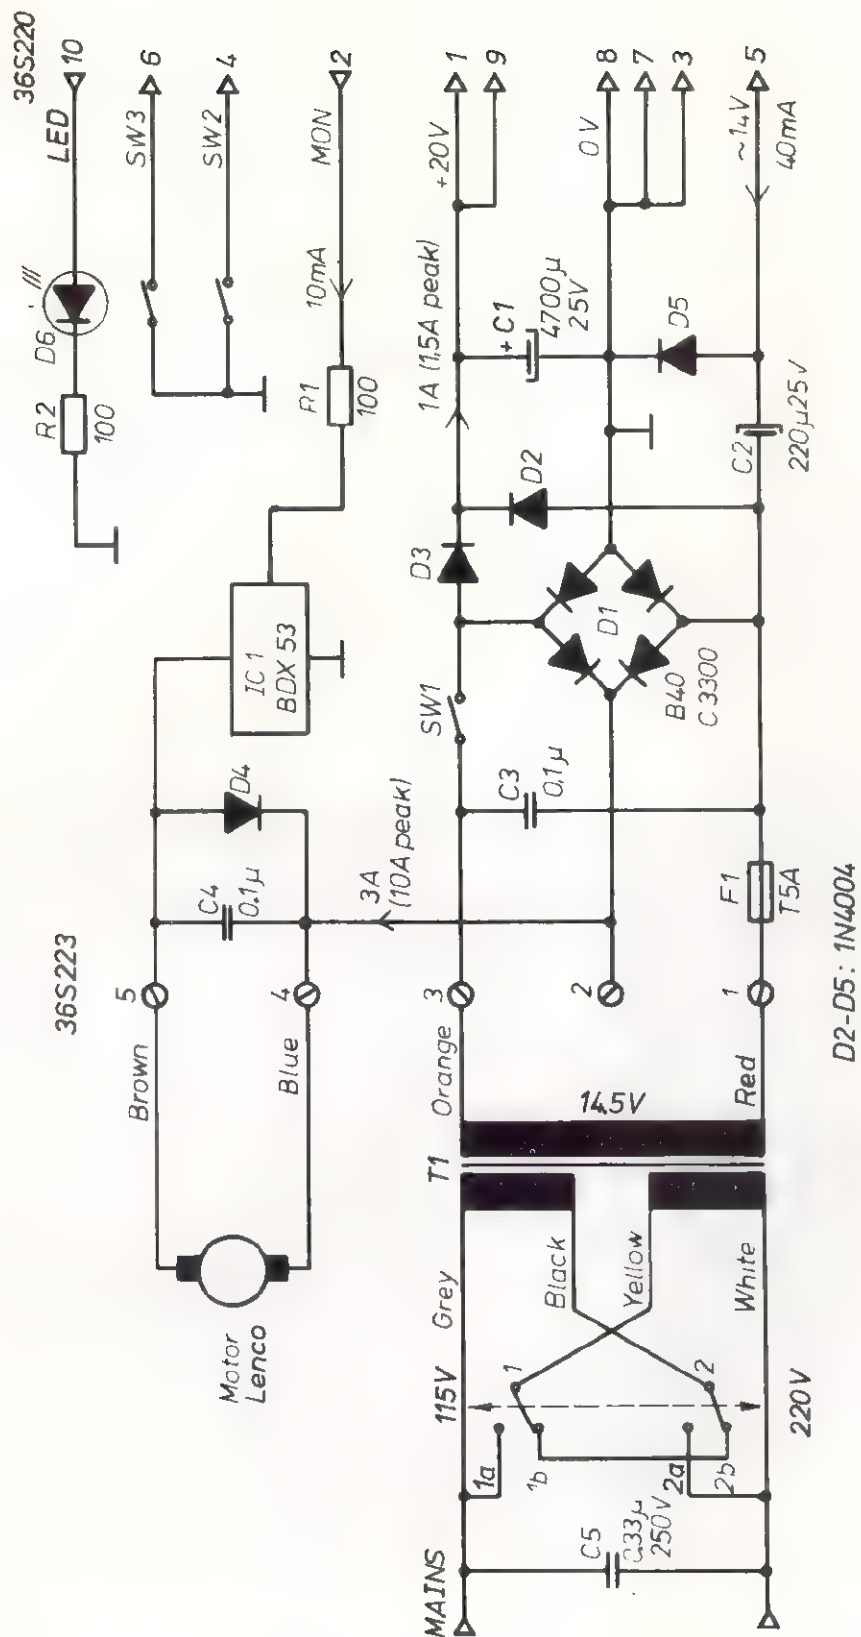 36S220
LED
10
D6
R2
100
SW3
6
SW2
4
MON
2
10mA
R1
100
IC1
BDX 53
D4
C4
0.1µ
36S223
5
Brown
4
Blue
Motor
Lenco
3A
(10A peak)
+20V
1
9
1A (1,5A peak)
+C1
4700µ
25V
0V
8
7
3
~14V
40mA
5
D5
C2
220µ25V
D2
D3
D1
B40
C3300
SW1
C3
0.1µ
F1
T5A
3
Orange
2
1
Red
14.5V
T1
Grey
Black
Yellow
White
115V
220V
1
2
1a
1b
2a
2b
C5
0.33µ
250V
MAINS
D2-D5: 1N4004